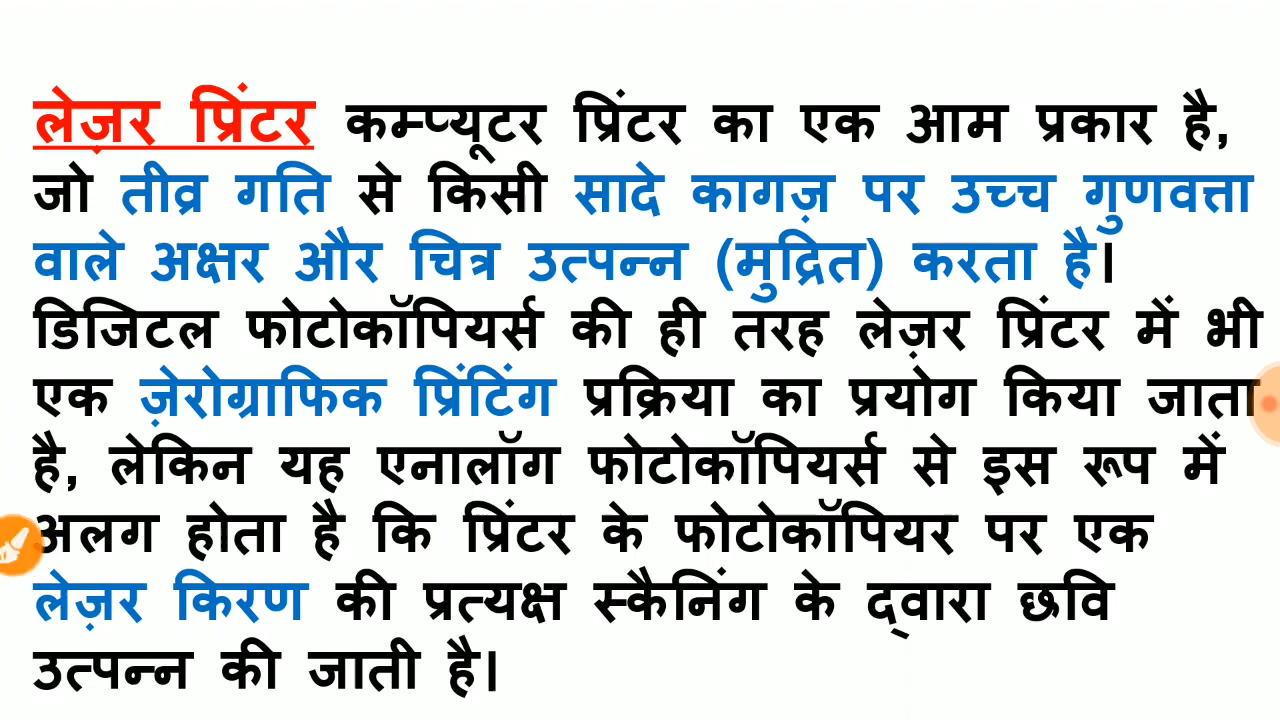 लेज़र प्रिंटर कम्प्यूटर प्रिंटर का एक आम प्रकार है,
जो तीव्र गति से किसी सादे कागज़ पर उच्च गुणवत्ता
वाले अक्षर और चित्र उत्पन्न (मुद्रित) करता है।
डिजिटल फोटोकॉपियर्स की ही तरह लेज़र प्रिंटर में भी
एक ज़ेरोग्राफिक प्रिंटिंग प्रक्रिया का प्रयोग किया जाता
है, लेकिन यह एनालॉग फोटोकॉपियर्स से इस रूप में
अलग होता है कि प्रिंटर के फोटोकॉपियर पर एक
लेज़र किरण की प्रत्यक्ष स्कैनिंग के द्वारा छवि
उत्पन्न की जाती है।